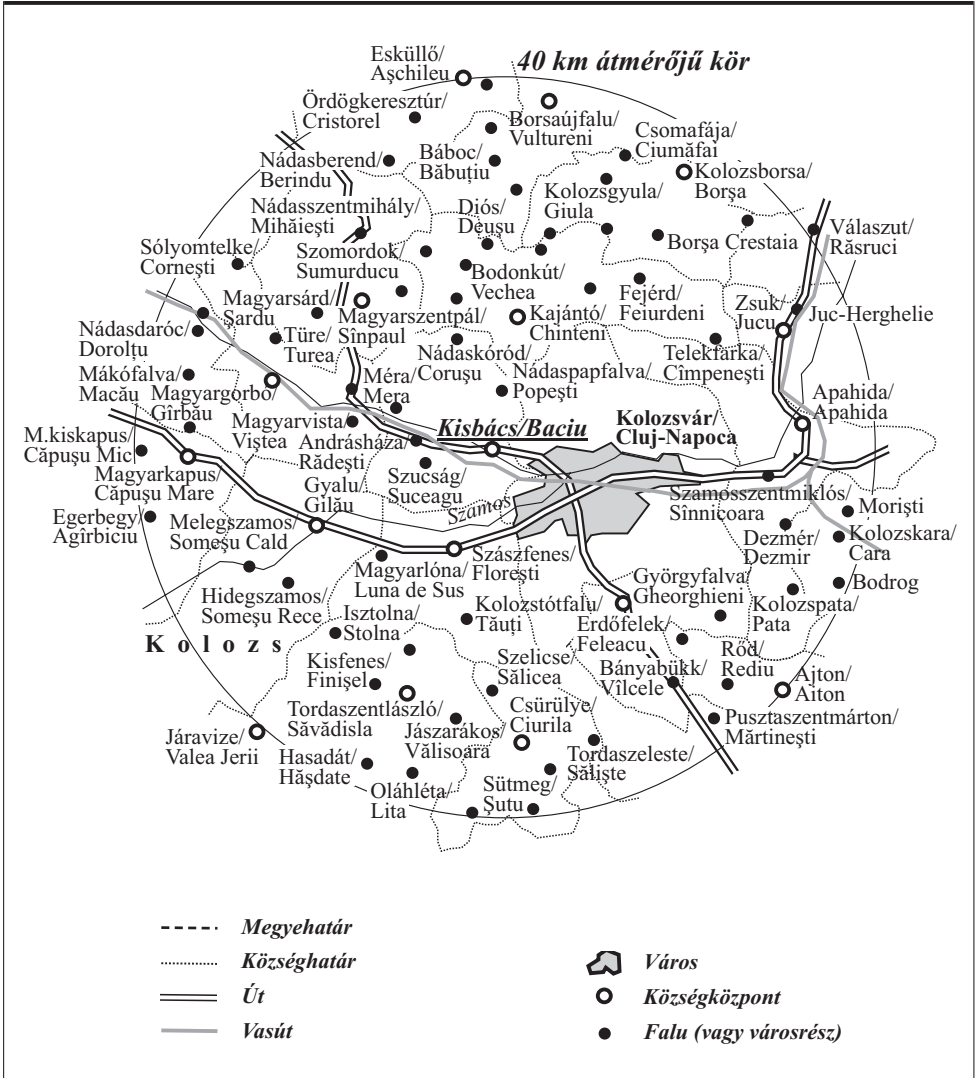 40 km átmérőjű kör
Esküllő/
Aşchileu
Ördögkeresztúr/
Cristorel
Borsaújfalu/
Vultureni
Csomafája/
Ciumăfai
Nádasberend/
Berindu
Báboc/
Băbuţiu
Kolozsborsa/
Borşa
Kolozsgyula/
Giula
Nádasszentmihály/
Mihăieşti
Diós/
Deuşu
Borşa Crestaia
Válaszut/
Răsruci
Sólyomtelke/
Corneşti
Szomordok/
Sumurducu
Bodonkút/
Vechea
Fejérd/
Feiurdeni
Zsuk/
Jucu
Juc-Herghelie
Magyarsárd/
Şardu
Magyarszentpál/
Sînpaul
Kajántó/
Chinteni
Nádasdaróc/
Dorolţu
Türe/
Turea
Nádaskóród/
Coruşu
Telekfarka/
Cîmpeneşti
Mákófalva/
Macău
Magyargorbó/
Gîrbău
Méra/
Mera
Nádaspapfalva/
Popeşti
Apahida/
Apahida
Magyarvista/
Viştea
Kisbács/Baciu
Kolozsvár/
Cluj-Napoca
M.kiskapus/
Căpuşu Mic
Andrásháza/
Rădeşti
Magyarkapus/
Căpuşu Mare
Gyalu/
Gilău
Szucság/
Suceagu
Szamos
Szamosszentmiklós/
Sînnicoara
Egerbegy/
Agîrbiciu
Melegszamos/
Someşu Cald
Morişti
Dezmér/
Dezmir
Kolozskara/
Cara
Magyarlóna/
Luna de Sus
Szászfenes/
Floreşti
Györgyfalva/
Gheorghieni
Bodrog
Hidegszamos/
Someşu Rece
Kolozspata/
Pata
Isztolna/
Stolna
Kolozstótfalu/
Tăuţi
Erdőfelek/
Feleacu
Kolozs
Kisfenes/
Finişel
Szelicse/
Sălicea
Bányabükk/
Vîlcele
Rőd/
Rediu
Ajton/
Aiton
Tordaszentlászló/
Săvădisla
Csürülye/
Ciurila
Járavize/
Valea Jerii
Jászarákos/
Vălisoara
Pusztaszentmárton/
Mărtineşti
Hasadát/
Hăşdate
Tordaszeleste/
Sălişte
Oláhléta/
Lita
Sütmeg/
Şutu
Megyehatár
Községhatár
Út
Vasút
Város
Községközpont
Falu (vagy városrész)